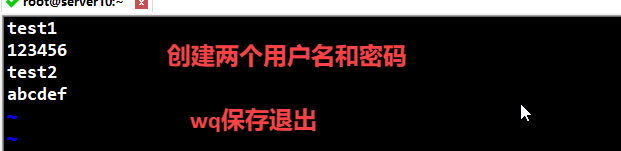 root@server10:~ x
test1
123456
test2
abcdef
~
~
创建两个用户名和密码
wq保存退出